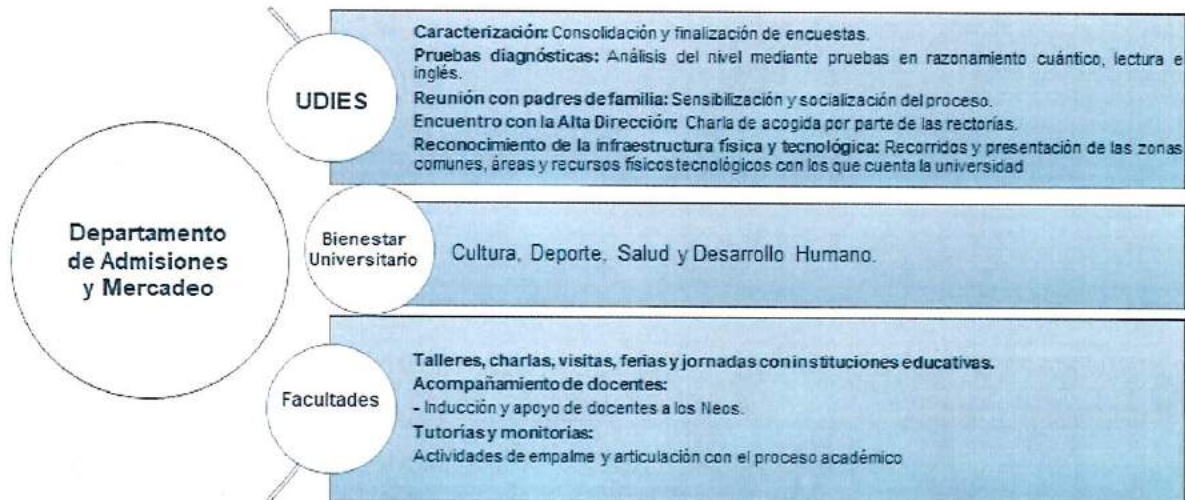 Departamento
de Admisiones
y Mercadeo
UDIES
Caracterización: Consolidación y finalización de encuestas.
Pruebas diagnósticas: Análisis del nivel mediante pruebas en razonamiento cuántico, lectura e
inglés.
Reunión con padres de familia: Sensibilización y socialización del proceso.
Encuentro con la Alta Dirección: Charla de acogida por parte de las rectorías.
Reconocimiento de la infraestructura física y tecnológica: Recorridos y presentación de las zonas
comunes, áreas y recursos físicos tecnológicos con los que cuenta la universidad
Bienestar
Universitario
Cultura, Deporte, Salud y Desarrollo Humano.
Facultades
Talleres, charlas, visitas, ferias y jornadas con instituciones educativas.
Acompañamiento de docentes:
- Inducción y apoyo de docentes a los Neos.
Tutorías y monitorias:
Actividades de empalme y articulación con el proceso académico